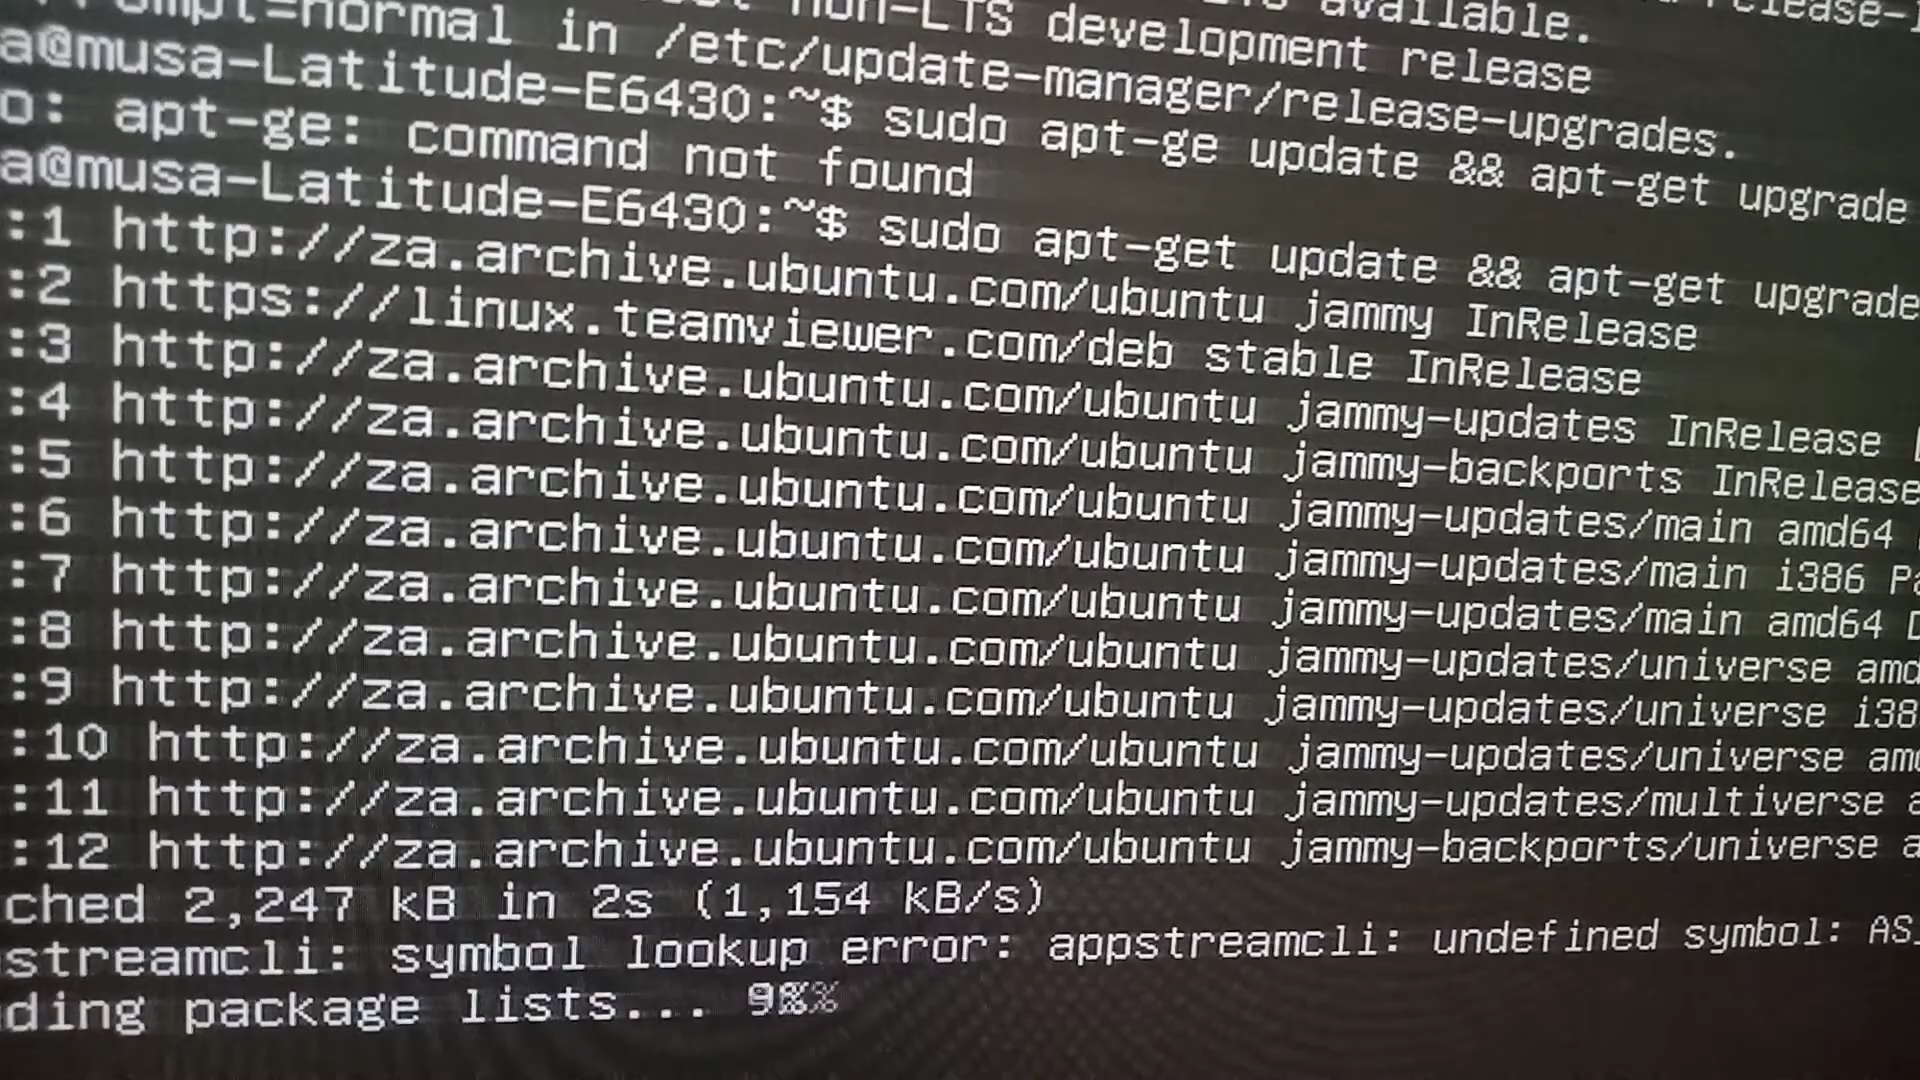 available.
non-LTS development release
=normal in /etc/update-manager/release-upgrades.
a@musa-Latitude-E6430:~$ sudo apt-ge update && apt-get upgrade
o: apt-ge: command not found
a@musa-Latitude-E6430:~$ sudo apt-get update && apt-get upgrade
:1 http://za.archive.ubuntu.com/ubuntu jammy InRelease
:2 https://linux.teamviewer.com/deb stable InRelease
:3 http://za.archive.ubuntu.com/ubuntu jammy-updates InRelease [
:4 http://za.archive.ubuntu.com/ubuntu jammy-backports InRelease
:5 http://za.archive.ubuntu.com/ubuntu jammy-updates/main amd64
:6 http://za.archive.ubuntu.com/ubuntu jammy-updates/main i386 Pa
:7 http://za.archive.ubuntu.com/ubuntu jammy-updates/main amd64 D
:8 http://za.archive.ubuntu.com/ubuntu jammy-updates/universe amd
:9 http://za.archive.ubuntu.com/ubuntu jammy-updates/universe i38
:10 http://za.archive.ubuntu.com/ubuntu jammy-updates/universe amd
:11 http://za.archive.ubuntu.com/ubuntu jammy-updates/multiverse a
:12 http://za.archive.ubuntu.com/ubuntu jammy-backports/universe a
ched 2,247 kB in 2s (1,154 kB/s)
streamcli: symbol lookup error: appstreamcli: undefined symbol: AS
ding package lists...